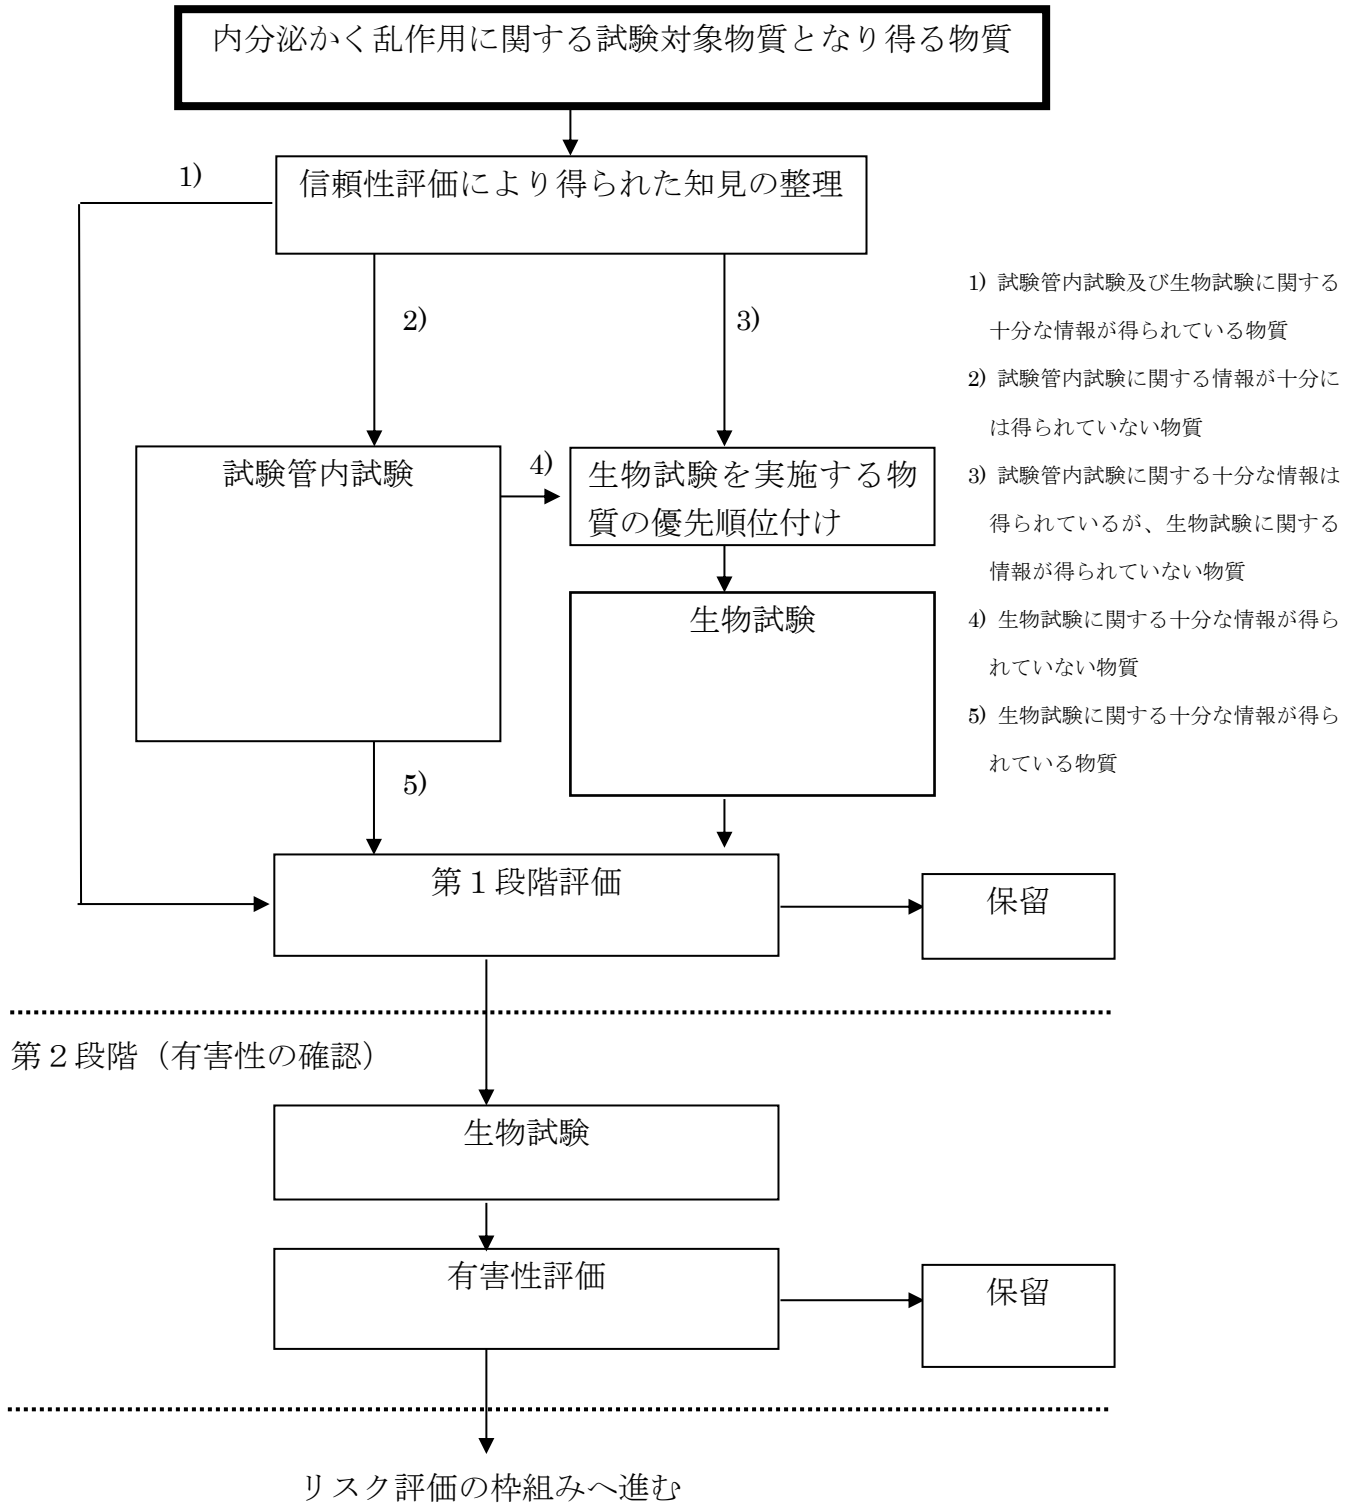 内分泌かく乱作用に関する試験対象物質となり得る物質
1)
信頼性評価により得られた知見の整理
2)
3)
1) 試験管内試験及び生物試験に関する
十分な情報が得られている物質
2) 試験管内試験に関する情報が十分に
は得られていない物質
3) 試験管内試験に関する十分な情報は
得られているが、生物試験に関する
情報が得られていない物質
4) 生物試験に関する十分な情報が得ら
れていない物質
5) 生物試験に関する十分な情報が得ら
れている物質
試験管内試験
4)
生物試験を実施する物
質の優先順位付け
生物試験
5)
第１段階評価
保留
第２段階（有害性の確認）
生物試験
有害性評価
保留
リスク評価の枠組みへ進む